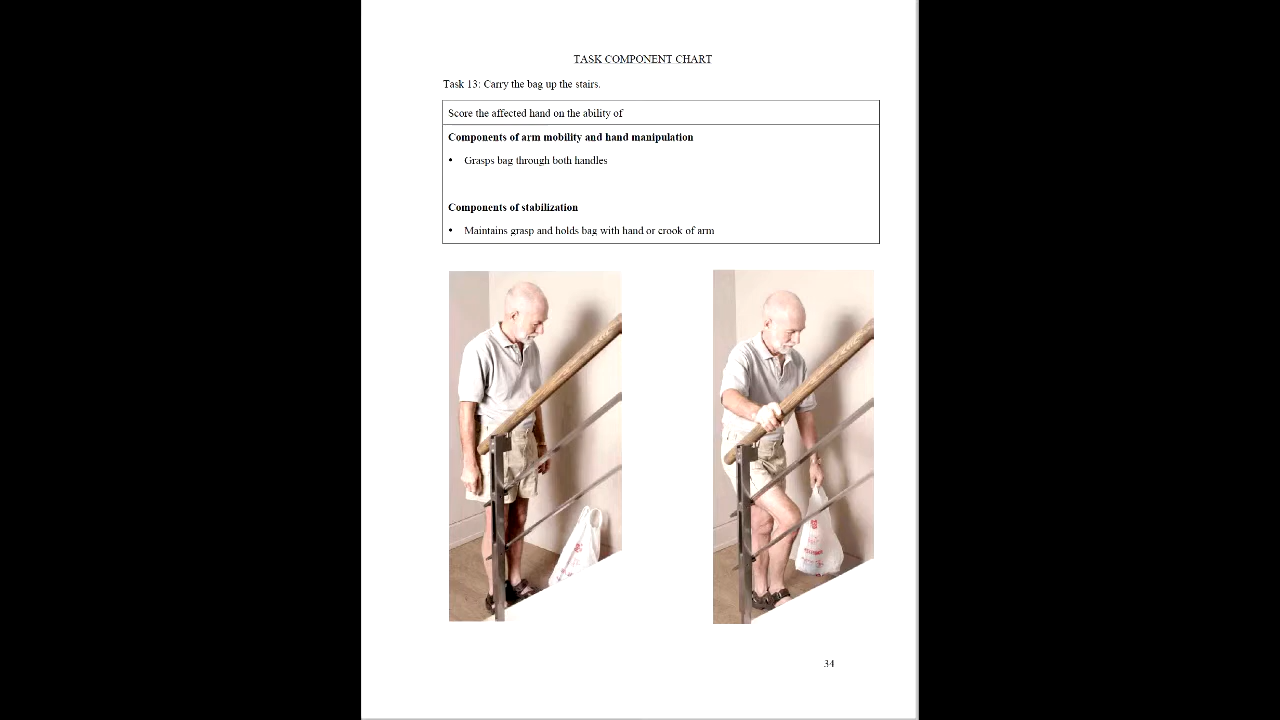 TASK COMPONENT CHART
Task 13: Carry the bag up the stairs.
Score the affected hand on the ability of
Components of arm mobility and hand manipulation
• Grasps bag through both handles
Components of stabilization
• Maintains grasp and holds bag with hand or crook of arm
34